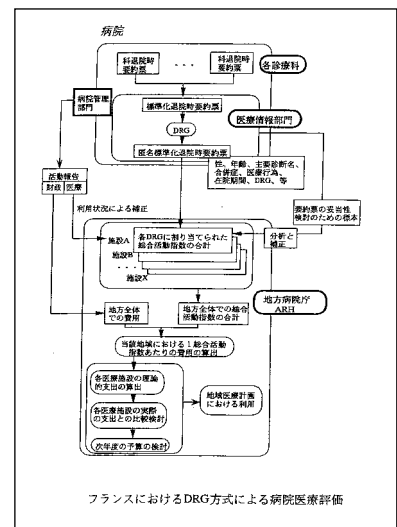 病院
科退院時
要約票
・・・
科退院時
要約票
各診療科
病院管理
部門
標準化退院時要約票
医療情報部門
DRG
匿名標準化退院時要約票
性、年齢、主要診断名、
合併症、医療行為、
在院期間、DRG、等
活動報告
財政 医療
利用状況による補正
要約票の妥当性
検討のための標本
分析と
補正
施設A
各DRGに割り当てられた
総合活動指数の合計
施設B
・・・
施設X
地方病院庁
ARH
地方全体
での費用
地方全体での総合
活動指数の合計
当該地域における1総合活動
指数あたりの費用の算出
各医療施設の理論
的支出の算出
各医療施設の実際
の支出との比較検討
次年度の予算の検討
地域医療計画
における利用
フランスにおけるDRG方式による病院医療評価